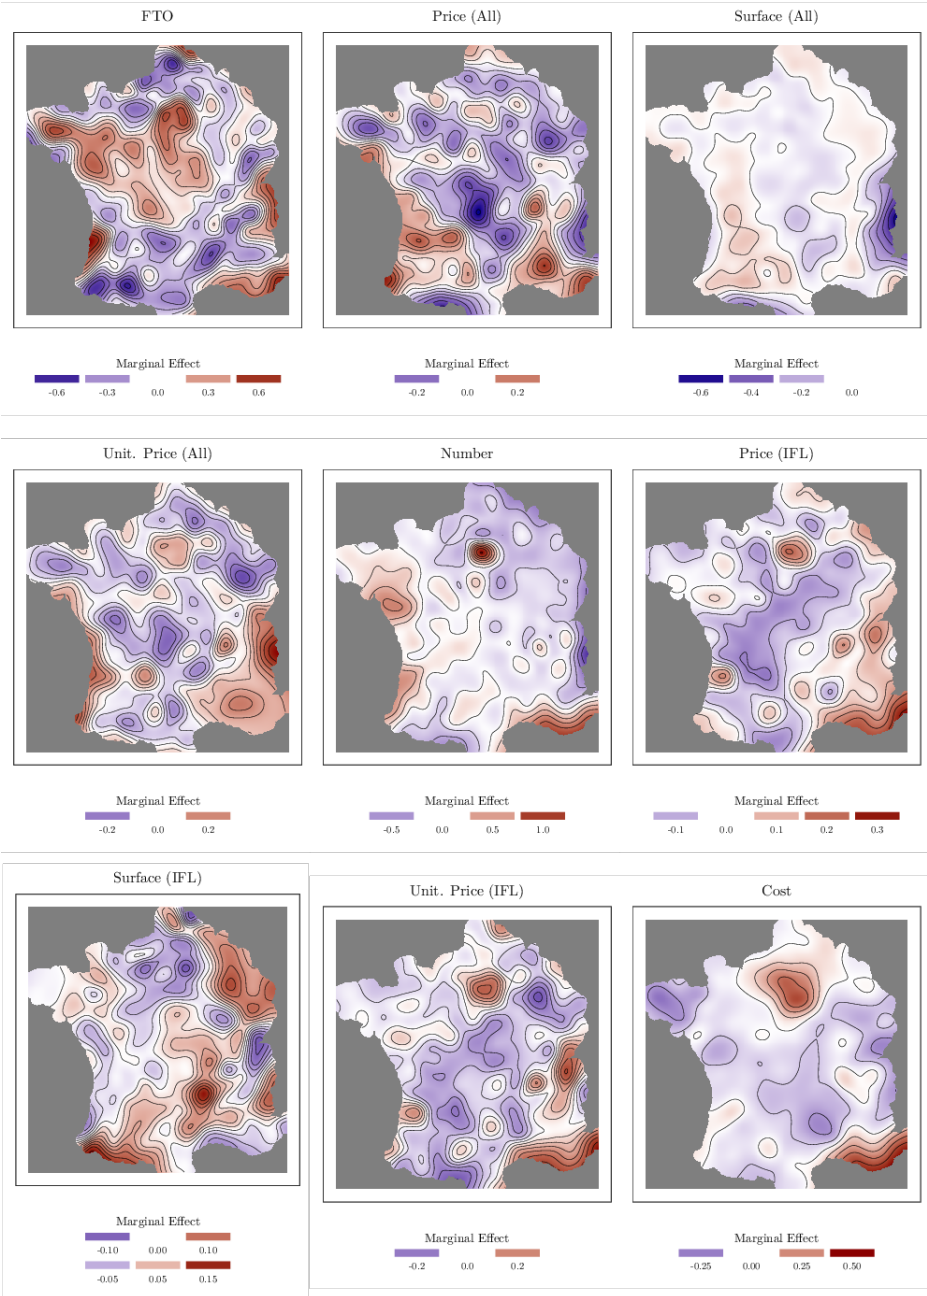 FTO
Price (All)
Surface (All)
Marginal Effect
-0.6 -0.3 0.0 0.3 0.6
Marginal Effect
-0.2 0.0 0.2
Marginal Effect
-0.6 -0.4 -0.2 0.0
Unit. Price (All)
Number
Price (IFL)
Marginal Effect
-0.2 0.0 0.2
Marginal Effect
-0.5 0.0 0.5 1.0
Marginal Effect
-0.1 0.0 0.1 0.2 0.3
Surface (IFL)
Unit. Price (IFL)
Cost
Marginal Effect
-0.10 0.00 0.10
-0.05 0.05 0.15
Marginal Effect
-0.2 0.0 0.2
Marginal Effect
-0.25 0.00 0.25 0.50